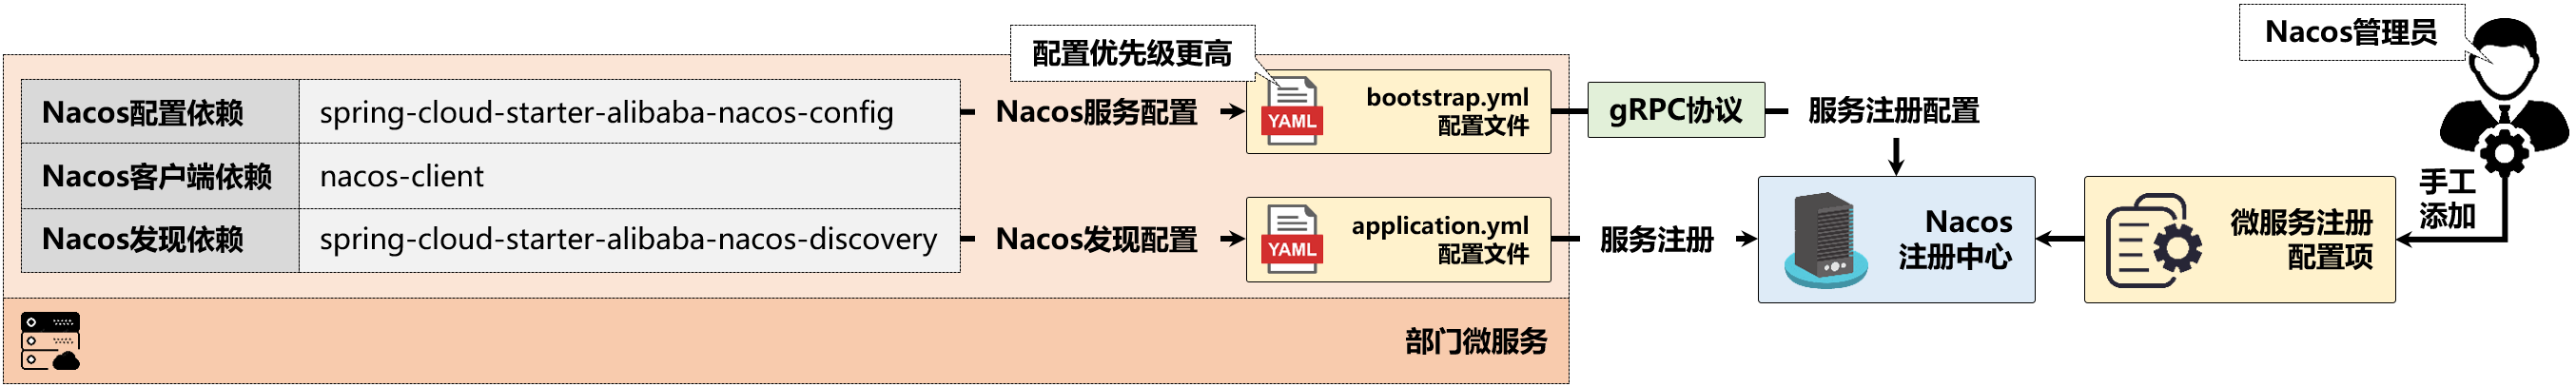 配置优先级更高
Nacos管理员
Nacos配置依赖
spring-cloud-starter-alibaba-nacos-config
Nacos服务配置
YAML
bootstrap.yml
配置文件
gRPC协议
服务注册配置
Nacos客户端依赖
nacos-client
Nacos发现依赖
spring-cloud-starter-alibaba-nacos-discovery
Nacos发现配置
YAML
application.yml
配置文件
服务注册
Nacos
注册中心
微服务注册
配置项
手工
添加
部门微服务